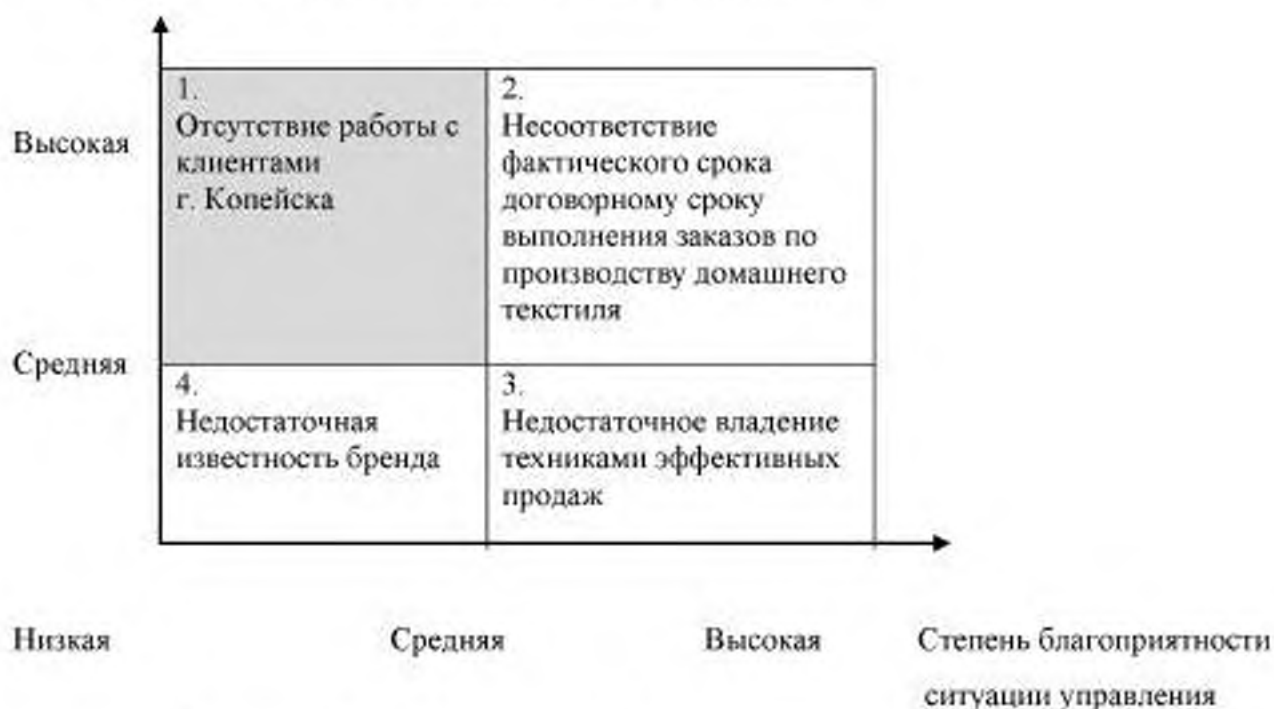 Высокая
1.
Отсутствие работы с
клиентами
г. Копейска
2.
Несоответствие
фактического срока
договорному сроку
выполнения заказов по
производству домашнего
текстиля
Средняя
4.
Недостаточная
известность бренда
3.
Недостаточное владение
техниками эффективных
продаж
Низкая
Средняя
Высокая
Степень благоприятности
ситуации управления